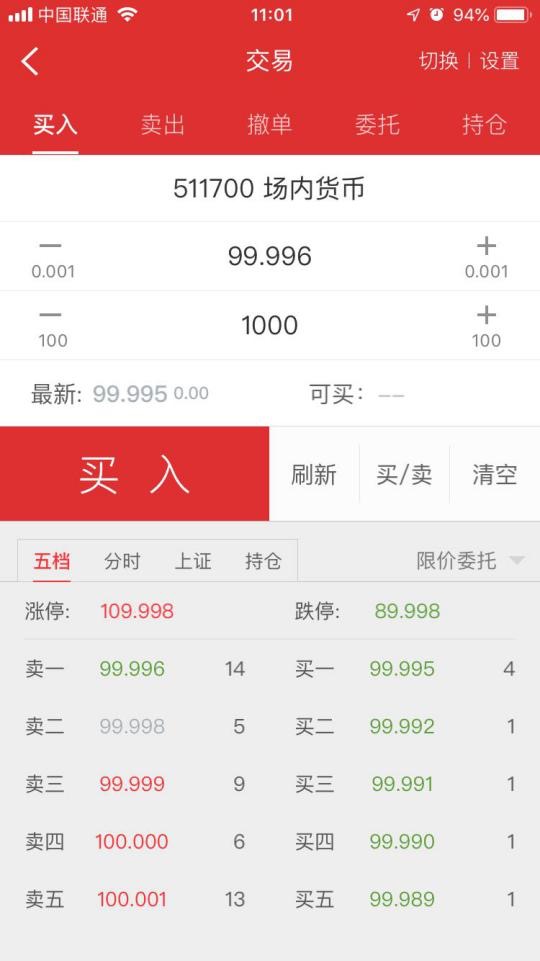 中国联通 11:01 94%
交易 切换 设置
买入 卖出 撤单 委托 持仓
511700 场内货币
— 99.996 +
0.001 0.001
— 1000 +
100 100
最新: 99.995 0.00 可买： --
买 入 刷新 买/卖 清空
五档 分时 上证 持仓 限价委托
涨停: 109.998 跌停: 89.998
卖一 99.996 14 买一 99.995 4
卖二 99.998 5 买二 99.992 1
卖三 99.999 9 买三 99.991 1
卖四 100.000 6 买四 99.990 1
卖五 100.001 13 买五 99.989 1